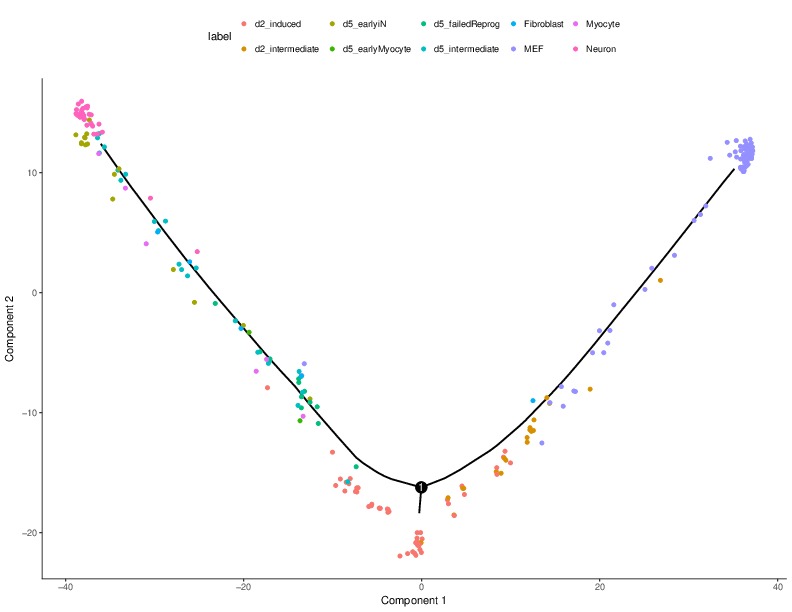 label d2_induced d5_earlyiN d5_failedReprog Fibroblast Myocyte
d2_intermediate d5_earlyMyocyte d5_intermediate MEF Neuron
10
0
−10
−20
Component 2
1
−40 −20 0 20 40
Component 1